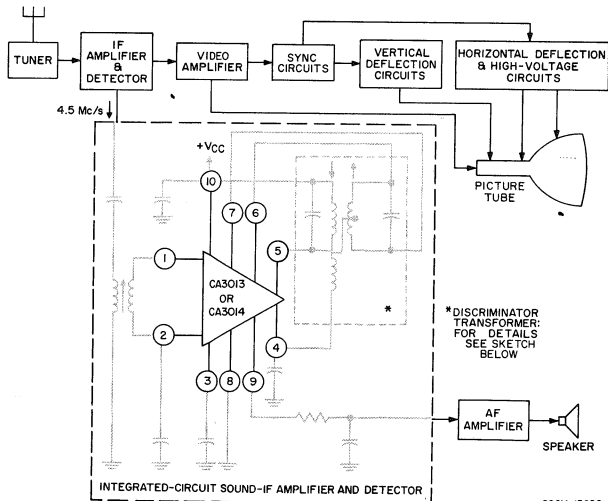 TUNER
IF
AMPLIFIER
&
DETECTOR
VIDEO
AMPLIFIER
SYNC
CIRCUITS
VERTICAL
DEFLECTION
CIRCUITS
HORIZONTAL DEFLECTION
& HIGH-VOLTAGE
CIRCUITS
4.5 Mc/s
PICTURE
TUBE
+VCC
10
7
6
1
5
CA3013
OR
CA3014
2
4
3
8
9
*
*DISCRIMINATOR
TRANSFORMER:
FOR DETAILS
SEE SKETCH
BELOW
AF
AMPLIFIER
SPEAKER
INTEGRATED-CIRCUIT SOUND-IF AMPLIFIER AND DETECTOR